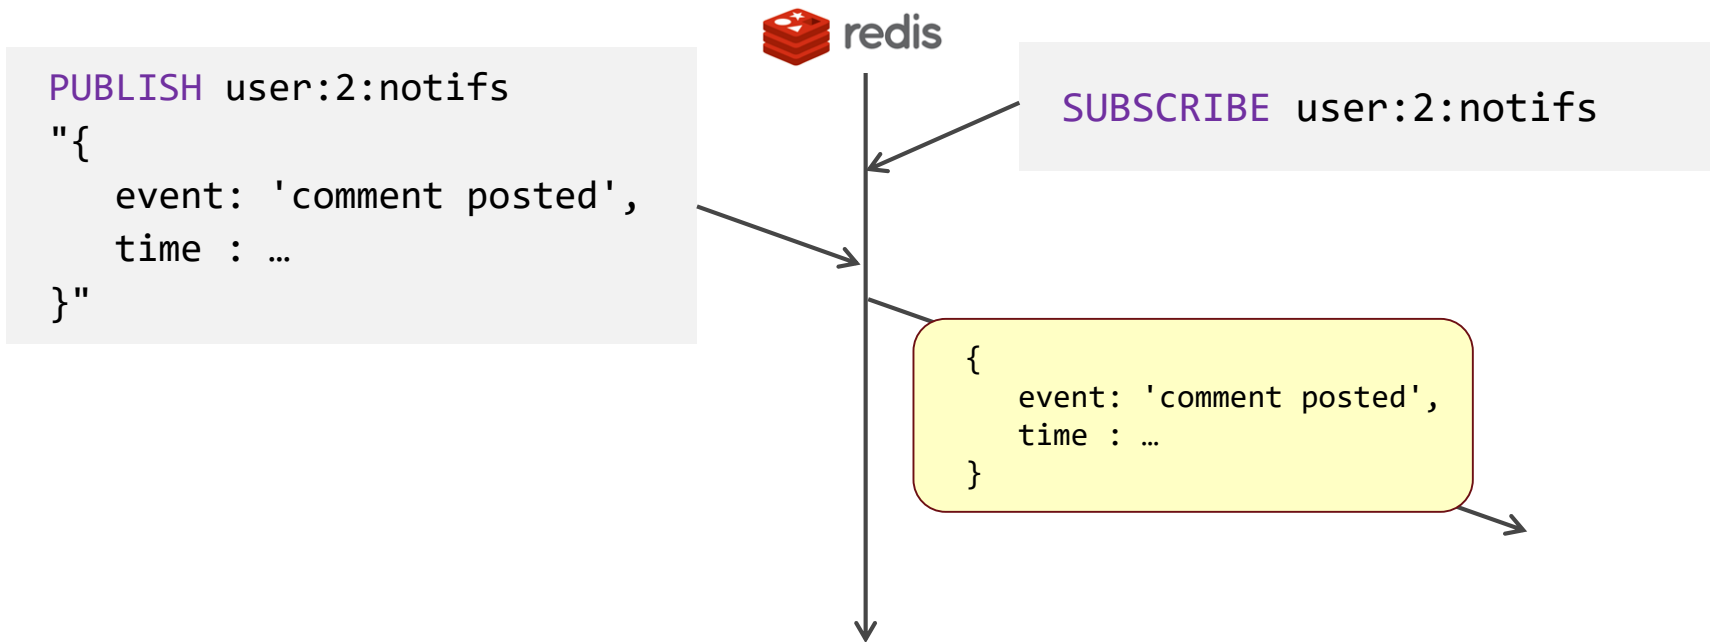 redis
PUBLISH user:2:notifs
"{
event: 'comment posted',
time : …
}"
SUBSCRIBE user:2:notifs
{
event: 'comment posted',
time : …
}